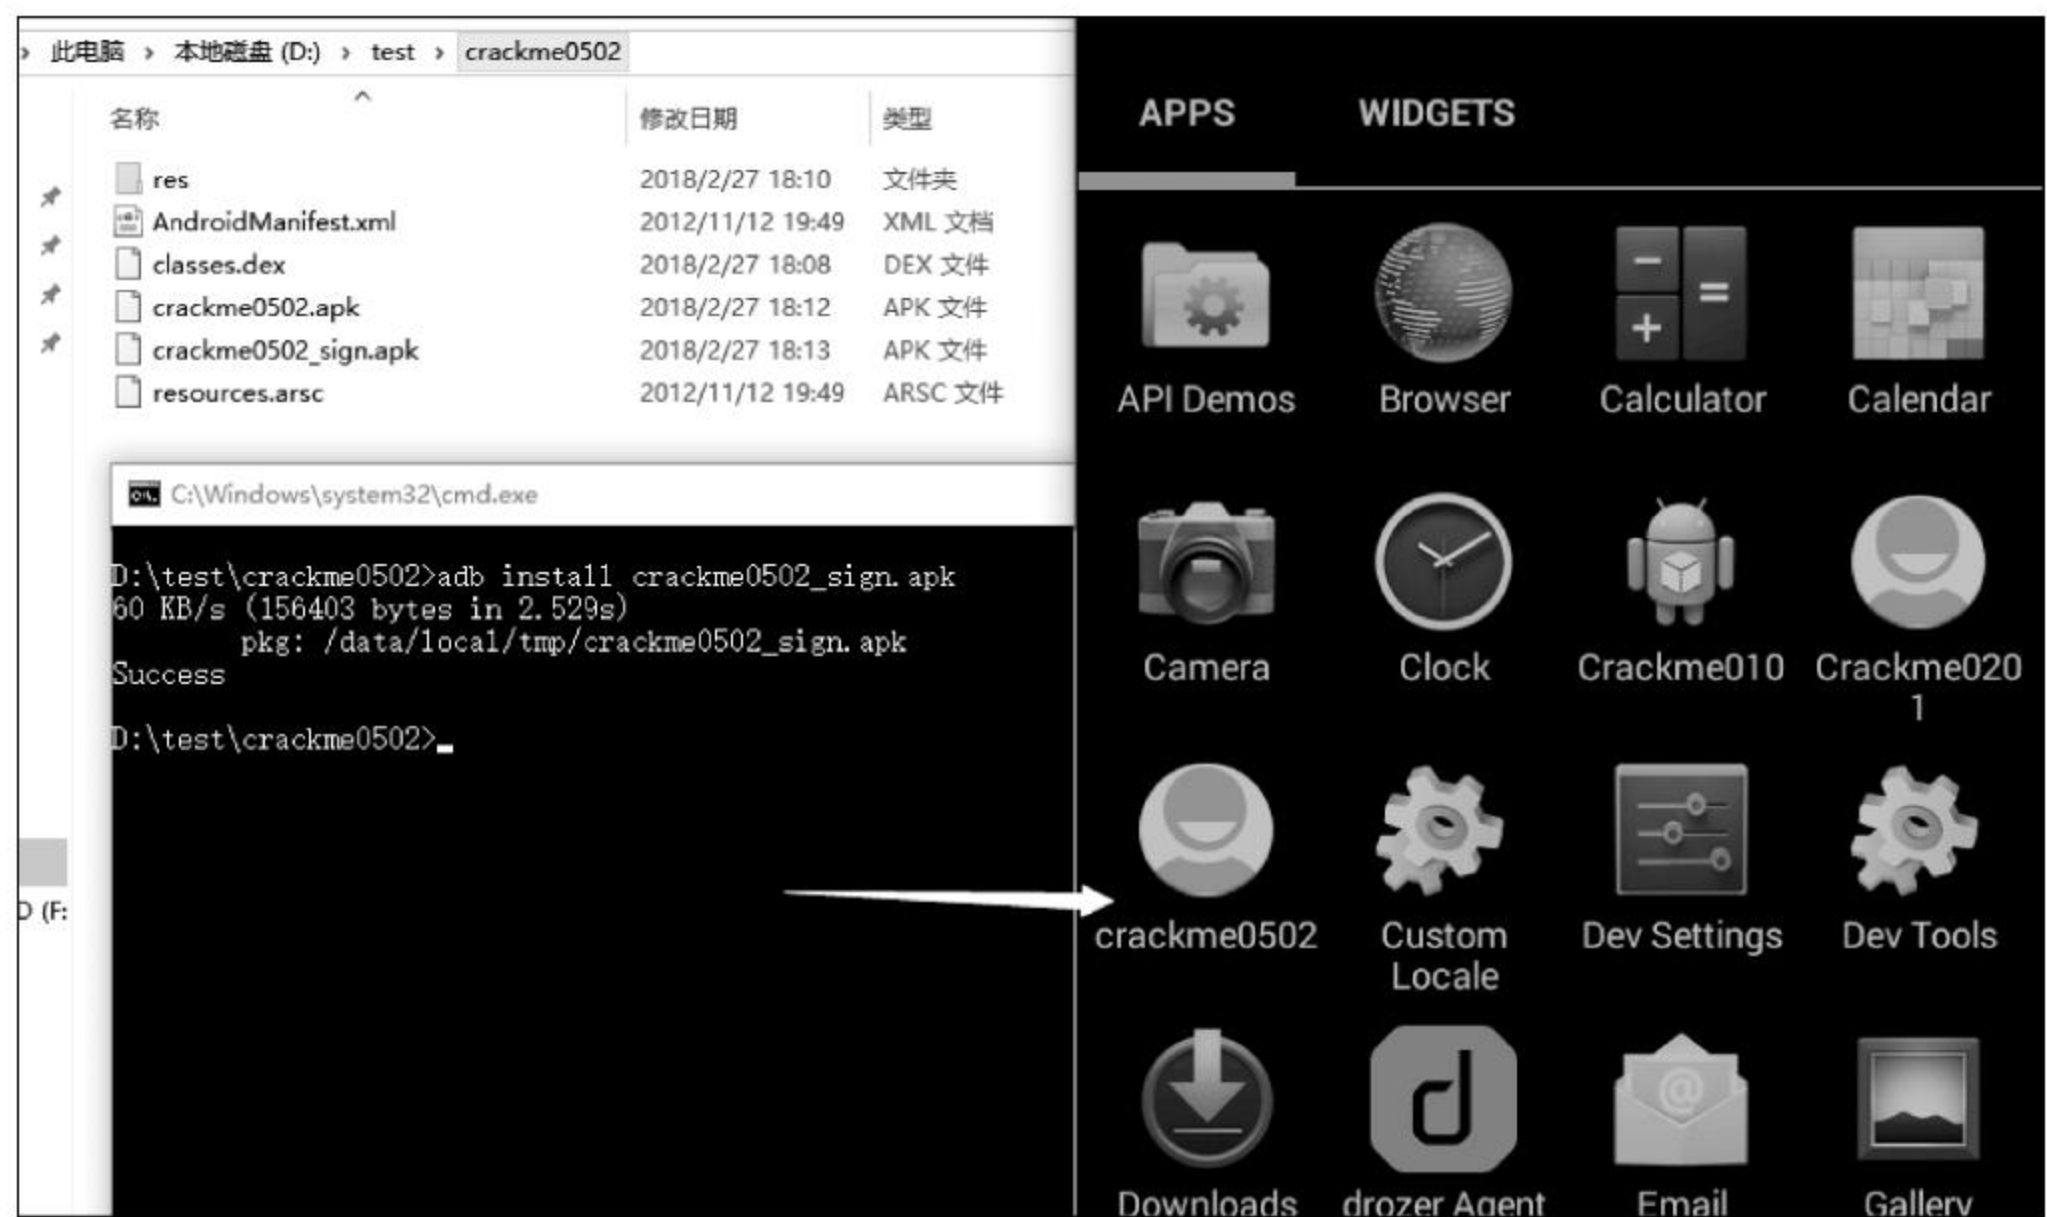 › 此电脑 › 本地磁盘 (D:) › test › crackme0502
名称 修改日期 类型
res 2018/2/27 18:10 文件夹
AndroidManifest.xml 2012/11/12 19:49 XML 文档
classes.dex 2018/2/27 18:08 DEX 文件
crackme0502.apk 2018/2/27 18:12 APK 文件
crackme0502_sign.apk 2018/2/27 18:13 APK 文件
resources.arsc 2012/11/12 19:49 ARSC 文件
D (F:
C:\Windows\system32\cmd.exe
D:\test\crackme0502>adb install crackme0502_sign.apk
60 KB/s (156403 bytes in 2.529s)
pkg: /data/local/tmp/crackme0502_sign.apk
Success
D:\test\crackme0502>
APPS WIDGETS
API Demos Browser Calculator Calendar
Camera Clock Crackme010 Crackme020
1
crackme0502 Custom Dev Settings Dev Tools
Locale
Downloads drozer Agent Email Gallery